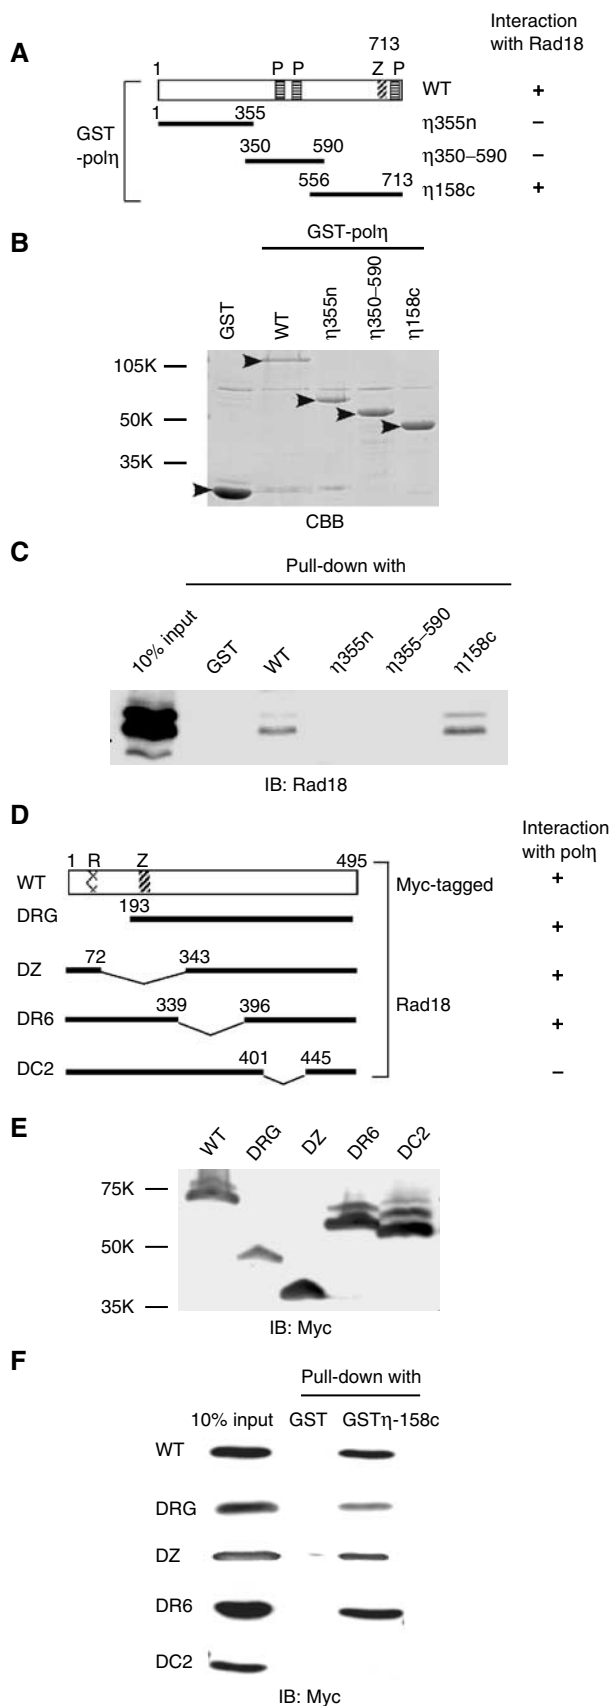 A
713
Interaction
with Rad18
1 P P Z P
WT +
GST
-polη
1 355
η355n –
350 590
η350–590 –
556 713
η158c +
B
GST-polη
GST WT η355n η350–590 η158c
105K
50K
35K
CBB
C
Pull-down with
10% input GST WT η355n η355–590 η158c
IB: Rad18
D
Interaction
with polη
1 R Z 495
WT Myc-tagged +
193
DRG +
72 343
DZ +
Rad18
339 396
DR6 +
401 445
DC2 –
E
WT DRG DZ DR6 DC2
75K
50K
35K
IB: Myc
F
Pull-down with
10% input GST GSTη-158c
WT
DRG
DZ
DR6
DC2
IB: Myc